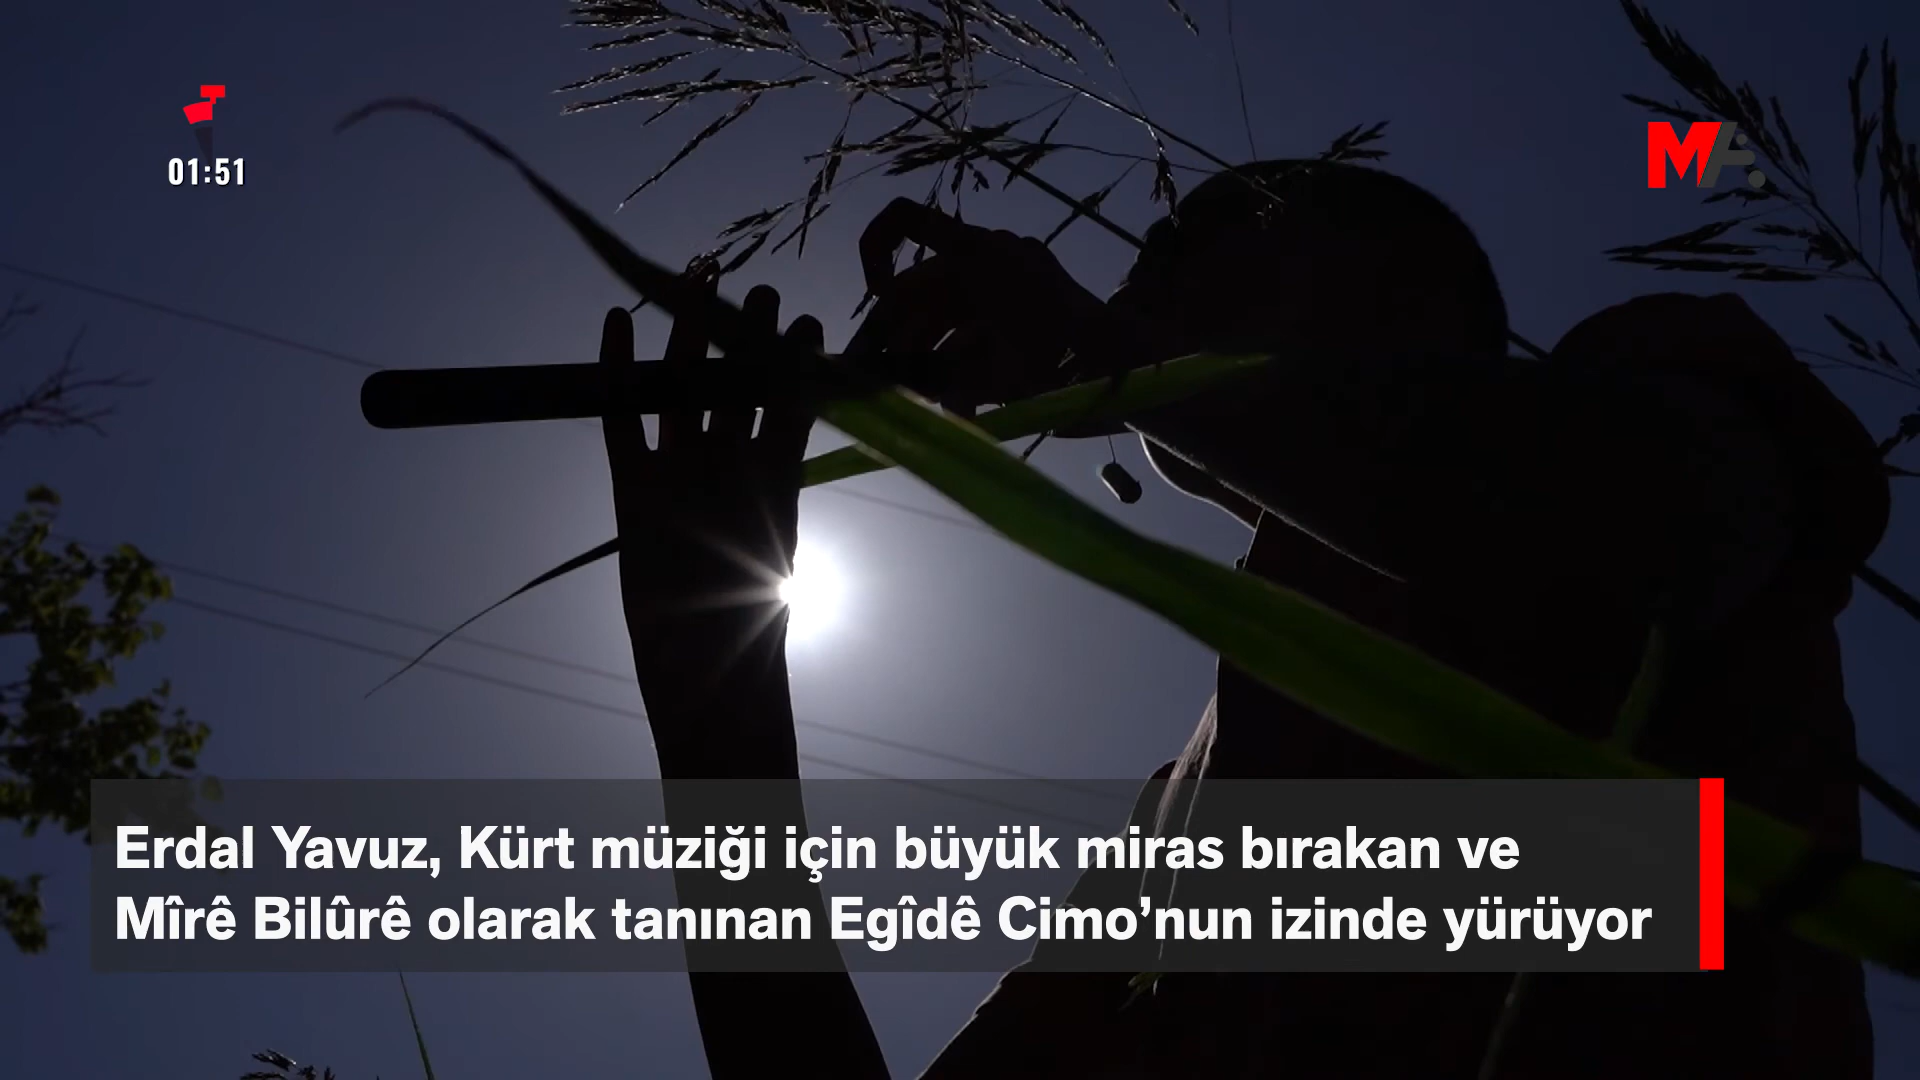 01:51
MA
Erdal Yavuz, Kürt müziği için büyük miras bırakan ve
Mîrê Bilûrê olarak tanınan Egîdê Cimo’nun izinde yürüyor